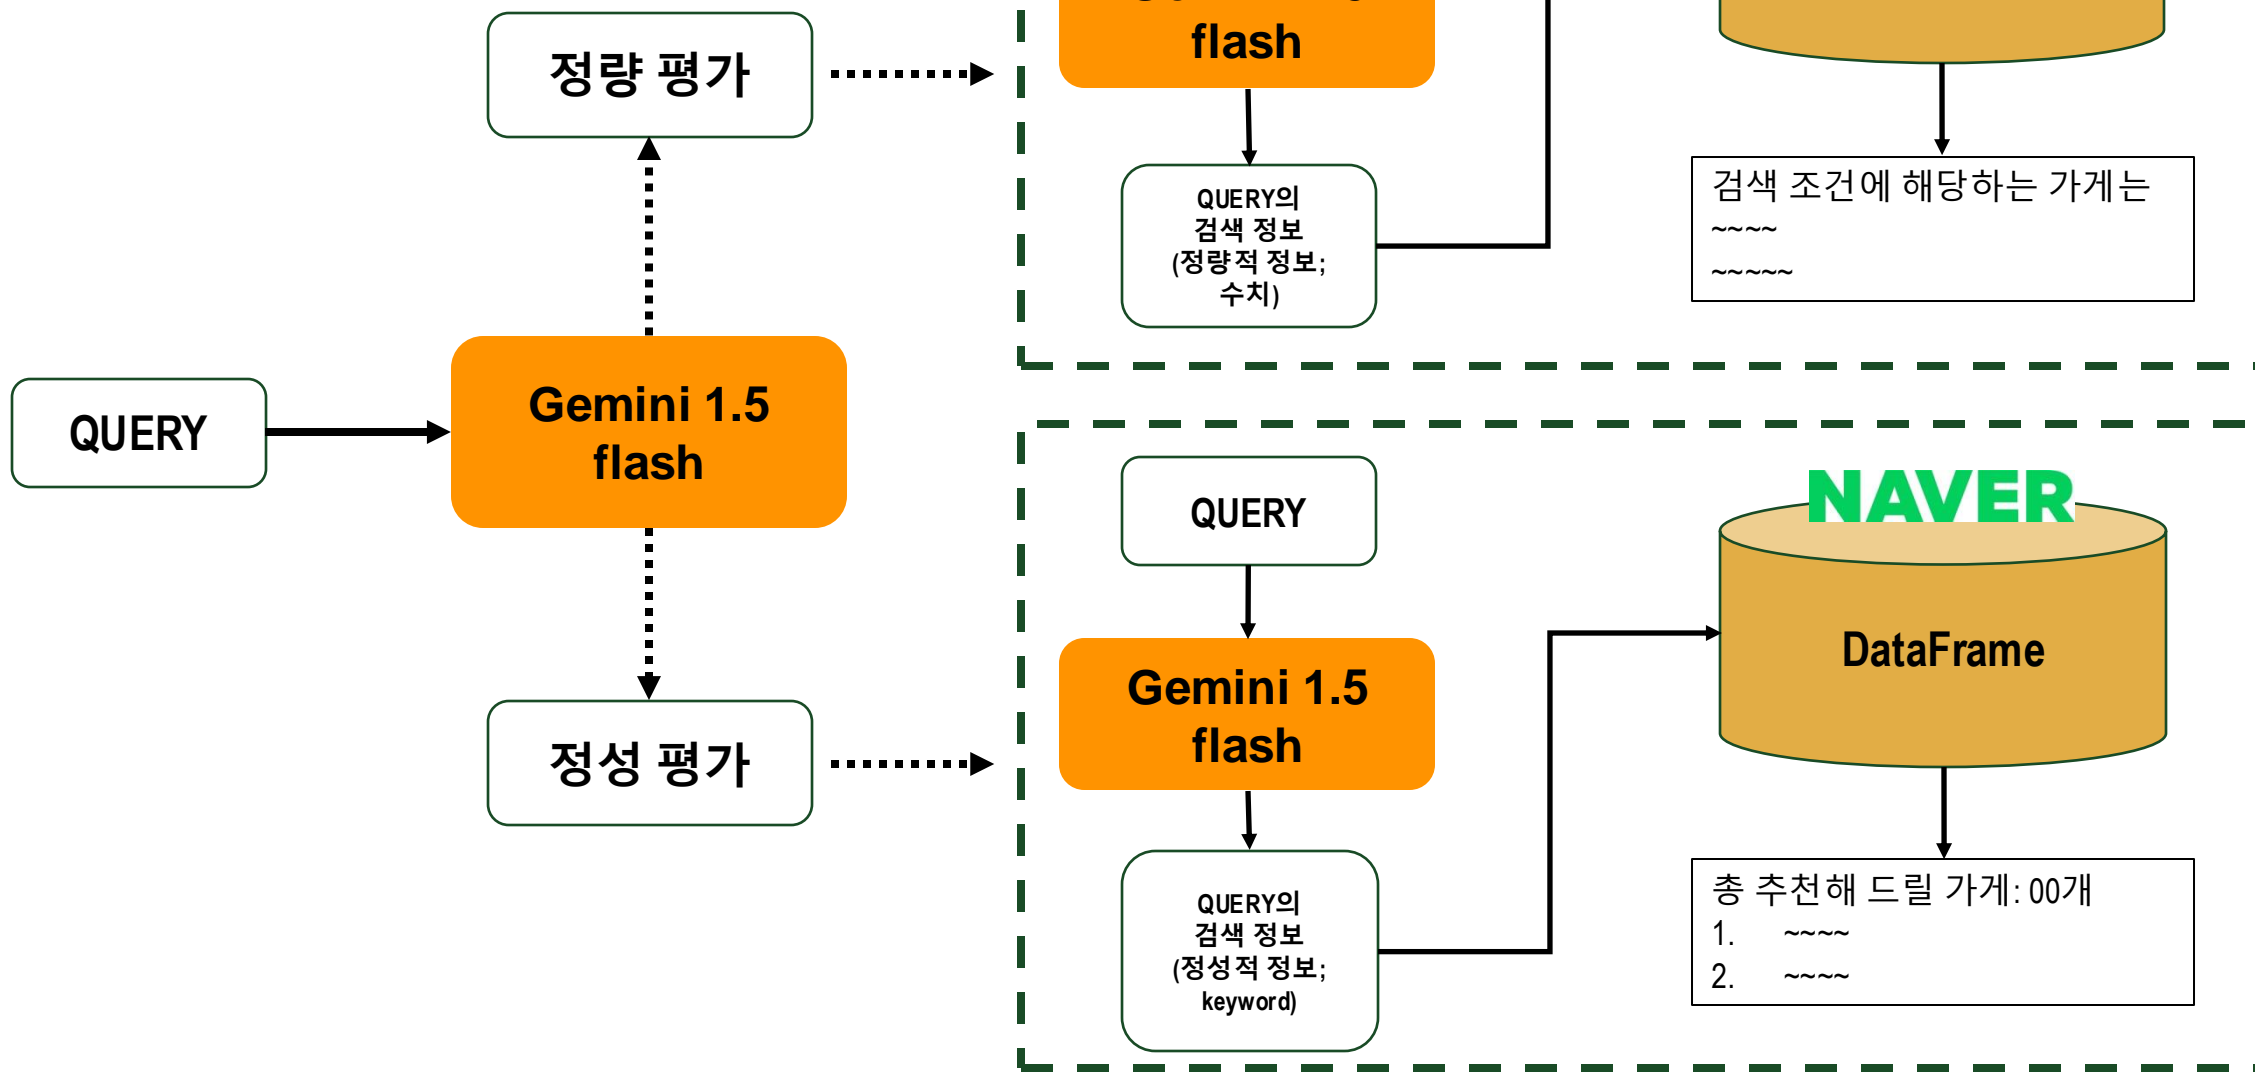 정량 평가
flash
QUERY의
검색 정보
(정량적 정보;
수치)
검색 조건에 해당하는 가게는
~~~~
~~~~~
QUERY
Gemini 1.5
flash
정성 평가
QUERY
Gemini 1.5
flash
QUERY의
검색 정보
(정성적 정보;
keyword)
NAVER
DataFrame
총 추천해 드릴 가게: 00개
1. ~~~~
2. ~~~~